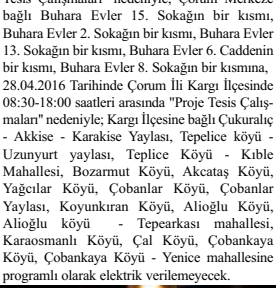 Tesis Çalışmaları" nedeniyle, Çorum Merkeze
bağlı Buhara Evler 15. Sokağın bir kısmı,
Buhara Evler 2. Sokağın bir kısmı, Buhara Evler
13. Sokağın bir kısmı, Buhara Evler 6. Caddenin
bir kısmı, Buhara Evler 8. Sokağın bir kısmına,
28.04.2016 Tarihinde Çorum İli Kargı İlçesinde
08:30-18:00 saatleri arasında "Proje Tesis Çalış-
maları" nedeniyle; Kargı İlçesine bağlı Çukuralıç
- Akkise - Karakise Yaylası, Tepelice köyü -
Uzunyurt yaylası, Teplice Köyü - Kıble
Mahallesi, Bozarmut Köyü, Akcataş Köyü,
Yağcılar Köyü, Çobanlar Köyü, Çobanlar
Yaylası, Koyunkıran Köyü, Alioğlu Köyü,
Alioğlu köyü - Tepearkası mahallesi,
Karaosmanlı Köyü, Çal Köyü, Çobankaya
Köyü, Çobankaya Köyü - Yenice mahallesine
programlı olarak elektrik verilemeyecek.